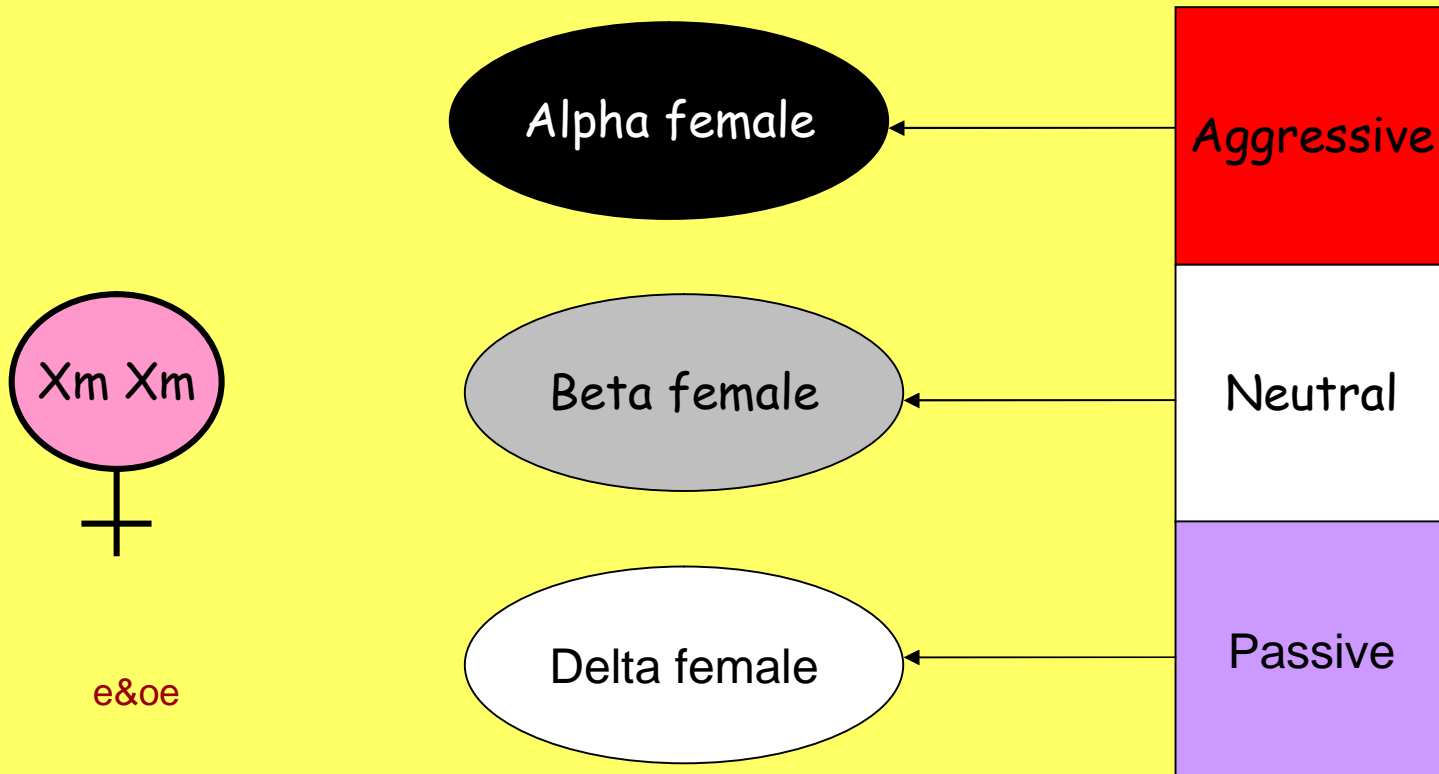 Alpha female
Aggressive
Xm Xm
Beta female
Neutral
Delta female
Passive
e&oe